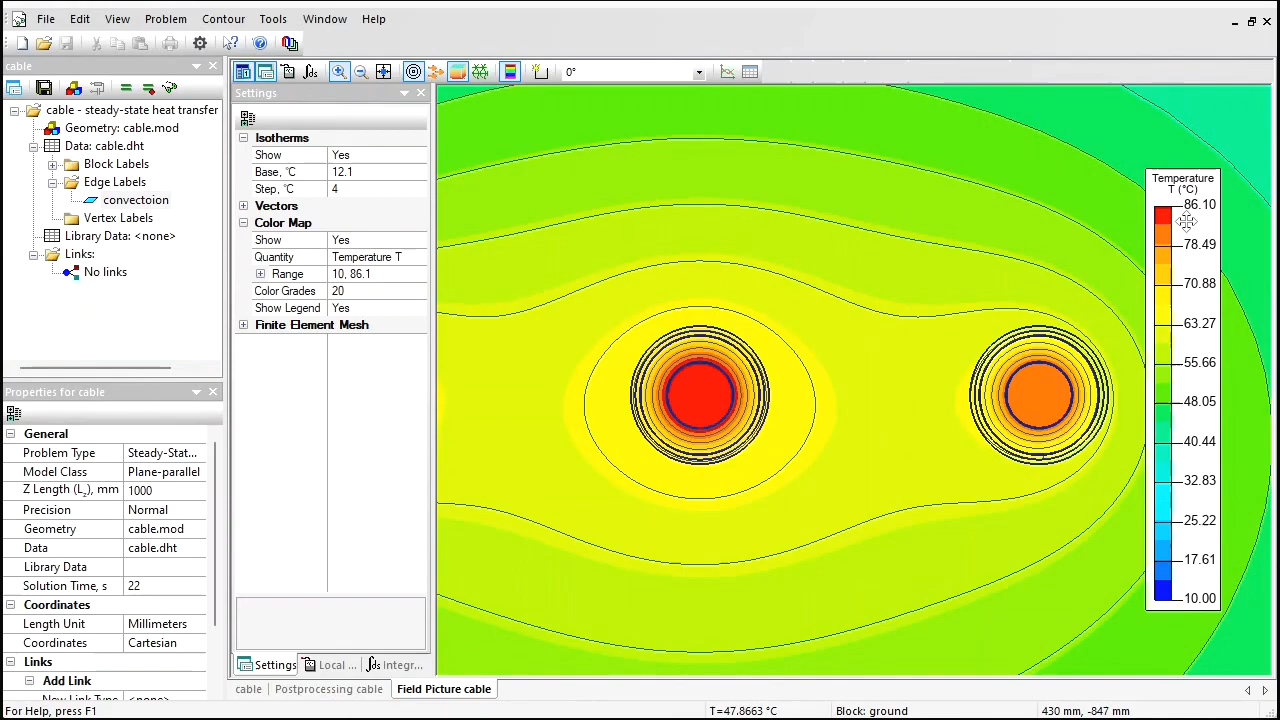 File Edit View Problem Contour Tools Window Help
cable
0°
cable - steady-state heat transfer
Geometry: cable.mod
Data: cable.dht
Block Labels
Edge Labels
convectoion
Vertex Labels
Library Data: <none>
Links:
No links
Properties for cable
General
Problem Type Steady-Stat...
Model Class Plane-parallel
Z Length (Lz), mm 1000
Precision Normal
Geometry cable.mod
Data cable.dht
Library Data
Solution Time, s 22
Coordinates
Length Unit Millimeters
Coordinates Cartesian
Links
Add Link
New Link Type <none>
Settings
Isotherms
Show Yes
Base, °C 12.1
Step, °C 4
Vectors
Color Map
Show Yes
Quantity Temperature T
Range 10, 86.1
Color Grades 20
Show Legend Yes
Finite Element Mesh
Settings Local ... Integr...
Temperature
T (°C)
86.10
78.49
70.88
63.27
55.66
48.05
40.44
32.83
25.22
17.61
10.00
cable Postprocessing cable Field Picture cable
For Help, press F1 T=47.8663 °C Block: ground 430 mm, -847 mm